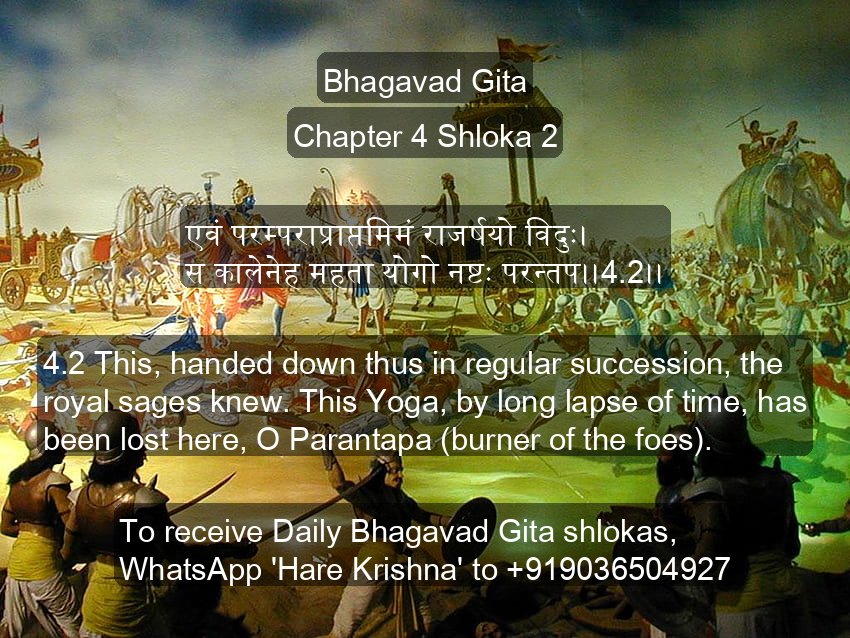 Bhagavad Gita
Chapter 4 Shloka 2
एवं परम्पराप्राप्तमिमं राजर्षयो विदुः।
स कालेनेह महता योगो नष्टः परन्तप।।4.2।।
4.2 This, handed down thus in regular succession, the
royal sages knew. This Yoga, by long lapse of time, has
been lost here, O Parantapa (burner of the foes).
To receive Daily Bhagavad Gita shlokas,
WhatsApp 'Hare Krishna' to +919036504927